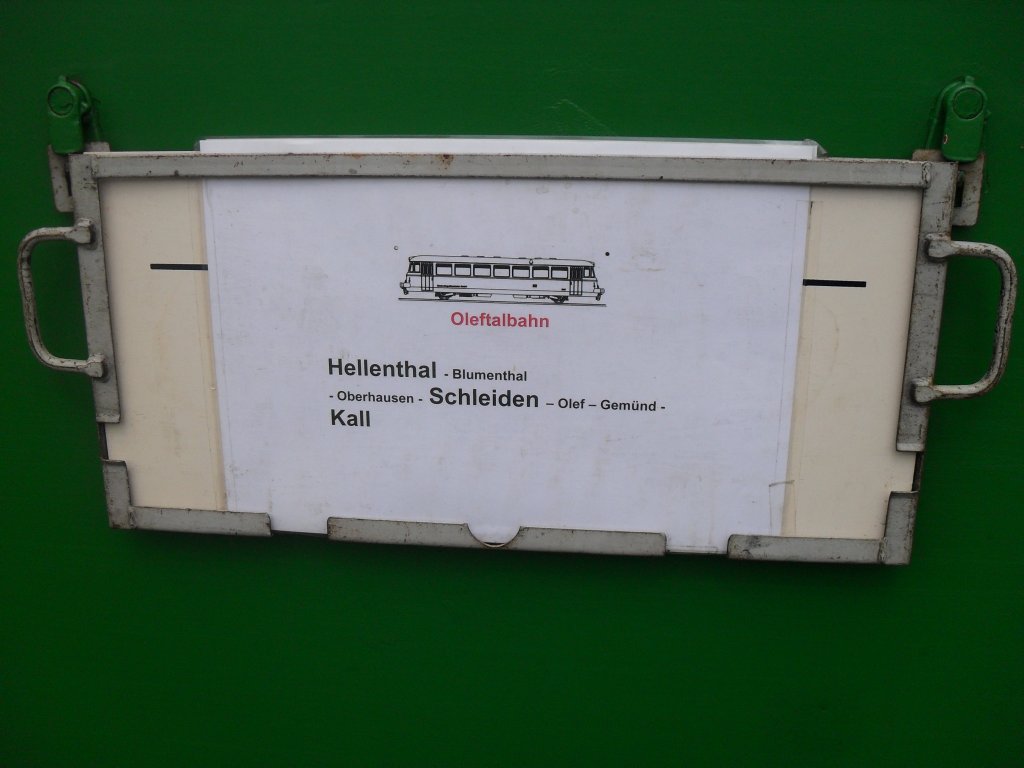 Oleftalbahn
Hellenthal - Blumenthal
- Oberhausen - Schleiden – Olef – Gemünd -
Kall